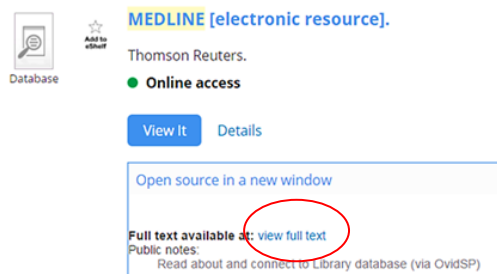 MEDLINE [electronic resource].
Add to
eShelf
Database
Thomson Reuters.
Online access
View It
Details
Open source in a new window
Full text available at: view full text
Public notes:
Read about and connect to Library database (via OvidSP)